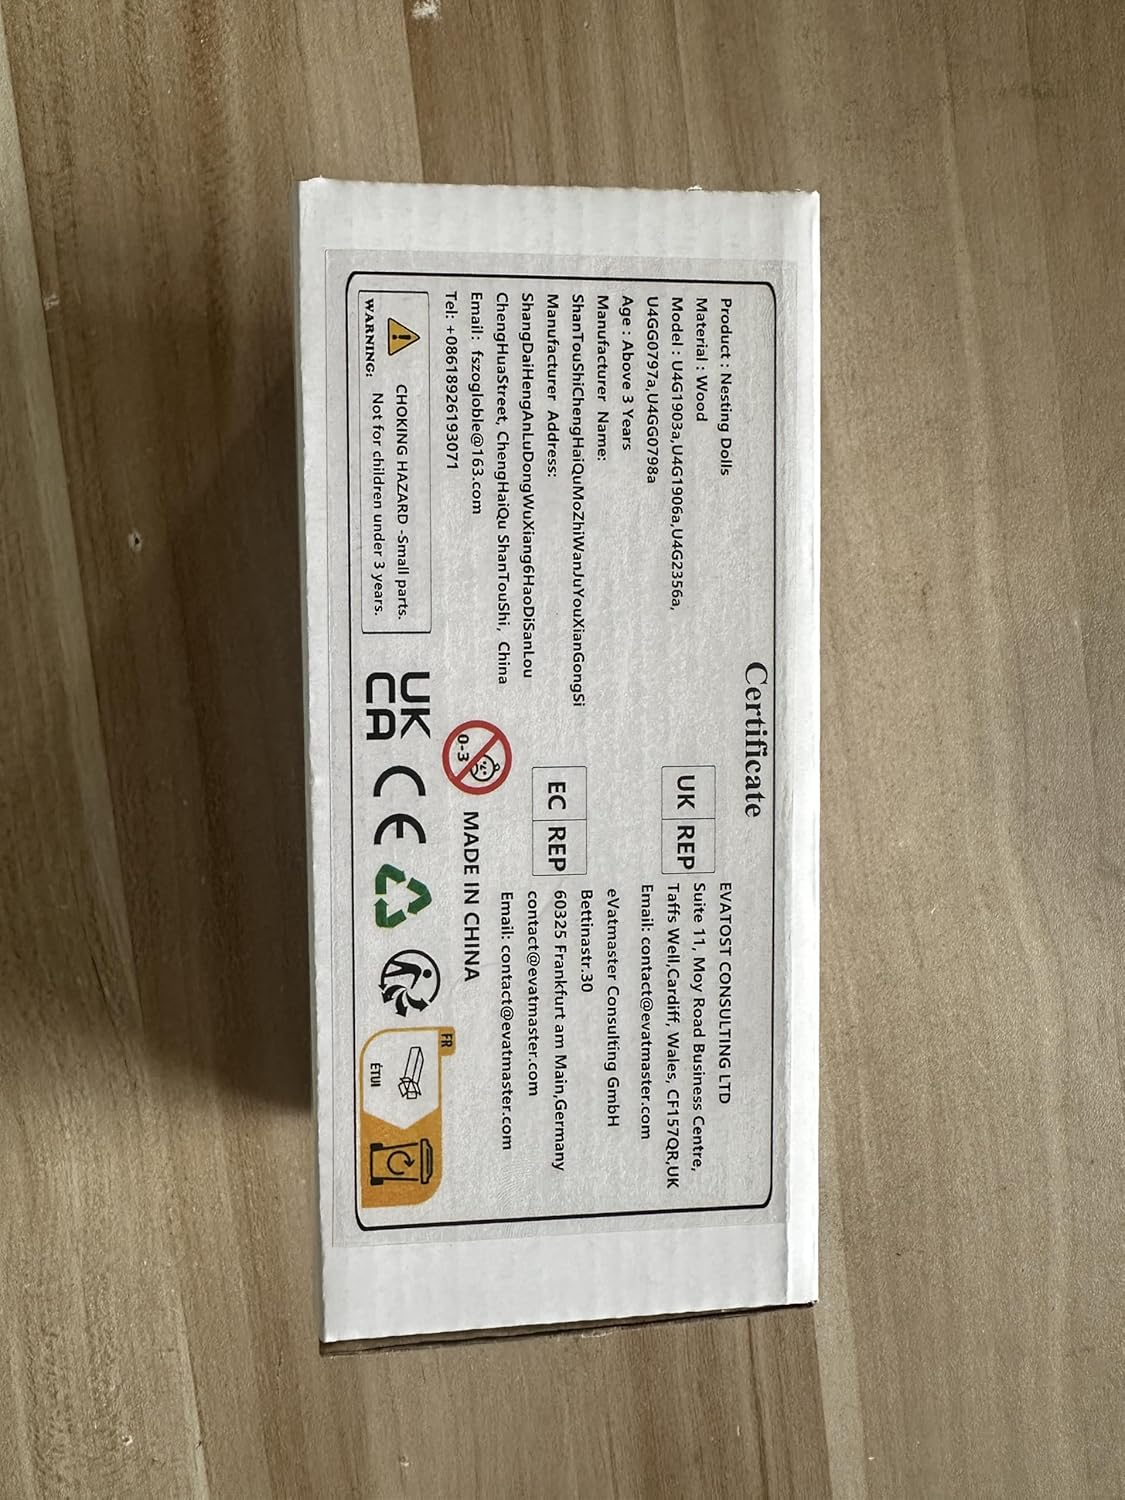 Certificate
Product : Nesting Dolls
Material : Wood
Model : U4G1903a,U4G1906a,U4G2356a,
U4GG0797a,U4GG0798a
Age : Above 3 Years
Manufacturer Name:
ShanTouShiChengHaiQuMoZhiWanJuYouXianGongSi
Manufacturer Address:
ShangDaiHengAnLuDongWuXiang6HaoDiSanLou
ChengHuaStreet, ChengHaiQu ShanTouShi, China
Email: fszogloble@163.com
Tel: +08618926193071
WARNING:
CHOKING HAZARD -Small parts.
Not for children under 3 years.
UK REP
EVATOST CONSULTING LTD
Suite 11, Moy Road Business Centre,
Taffs Well,Cardiff, Wales, CF157QR,UK
Email: contact@evatmaster.com
EC REP
eVatmaster Consulting GmbH
Bettinastr.30
60325 Frankfurt am Main,Germany
contact@evatmaster.com
Email: contact@evatmaster.com
0-3
MADE IN CHINA
UK
CA
CE
FR
ÉTUI